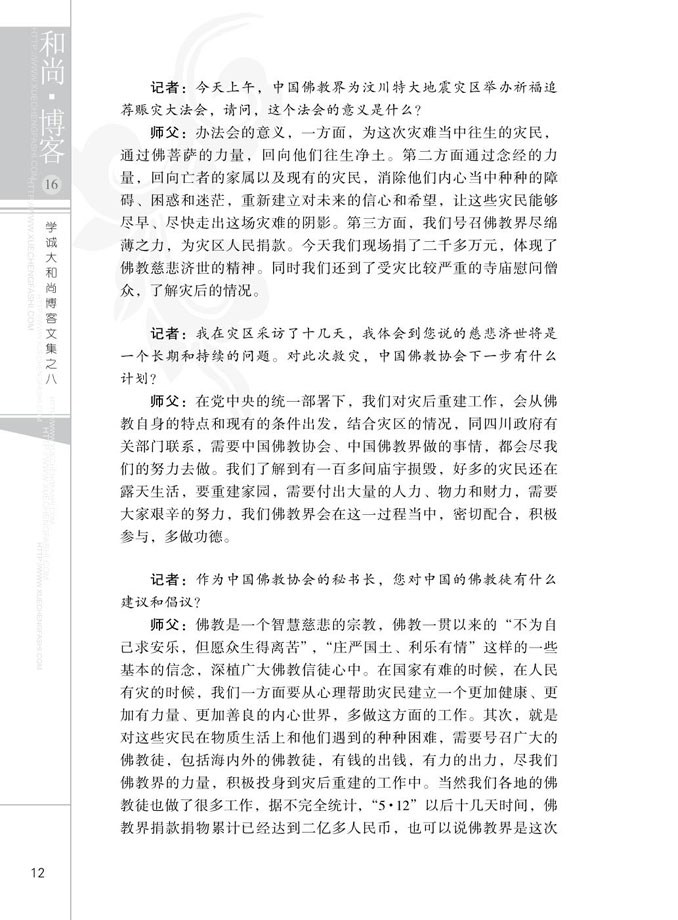 和尚·博客
16
学诚大和尚博客文集之八
记者：今天上午，中国佛教界为汶川特大地震灾区举办祈福追
荐赈灾大法会，请问，这个法会的意义是什么？
师父：办法会的意义，一方面，为这次灾难当中往生的灾民，
通过佛菩萨的力量，回向他们往生净土。第二方面通过念经的力
量，回向亡者的家属以及现有的灾民，消除他们内心当中种种的障
碍、困惑和迷茫，重新建立对未来的信心和希望，让这些灾民能够
尽早、尽快走出这场灾难的阴影。第三方面，我们号召佛教界尽绵
薄之力，为灾区人民捐款。今天我们现场捐了二千多万元，体现了
佛教慈悲济世的精神。同时我们还到了受灾比较严重的寺庙慰问僧
众，了解灾后的情况。
记者：我在灾区采访了十几天，我体会到您说的慈悲济世将是
一个长期和持续的问题。对此次救灾，中国佛教协会下一步有什么
计划？
师父：在党中央的统一部署下，我们对灾后重建工作，会从佛
教自身的特点和现有的条件出发，结合灾区的情况，同四川政府有
关部门联系，需要中国佛教协会、中国佛教界做的事情，都会尽我
们的努力去做。我们了解到有一百多间庙宇损毁，好多的灾民还在
露天生活，要重建家园，需要付出大量的人力、物力和财力，需要
大家艰辛的努力，我们佛教界会在这一过程当中，密切配合，积极
参与，多做功德。
记者：作为中国佛教协会的秘书长，您对中国的佛教徒有什么
建议和倡议？
师父：佛教是一个智慧慈悲的宗教，佛教一贯以来的“不为自
己求安乐，但愿众生得离苦”，“庄严国土、利乐有情”这样的一些
基本的信念，深植广大佛教信徒心中。在国家有难的时候，在人民
有灾的时候，我们一方面要从心理帮助灾民建立一个更加健康、更
加有力量、更加善良的内心世界，多做这方面的工作。其次，就是
对这些灾民在物质生活上和他们遇到的种种困难，需要号召广大的
佛教徒，包括海内外的佛教徒，有钱的出钱，有力的出力，尽我们
佛教界的力量，积极投身到灾后重建的工作中。当然我们各地的佛
教徒也做了很多工作，据不完全统计，“5·12”以后十几天时间，佛
教界捐款捐物累计已经达到二亿多人民币，也可以说佛教界是这次
12